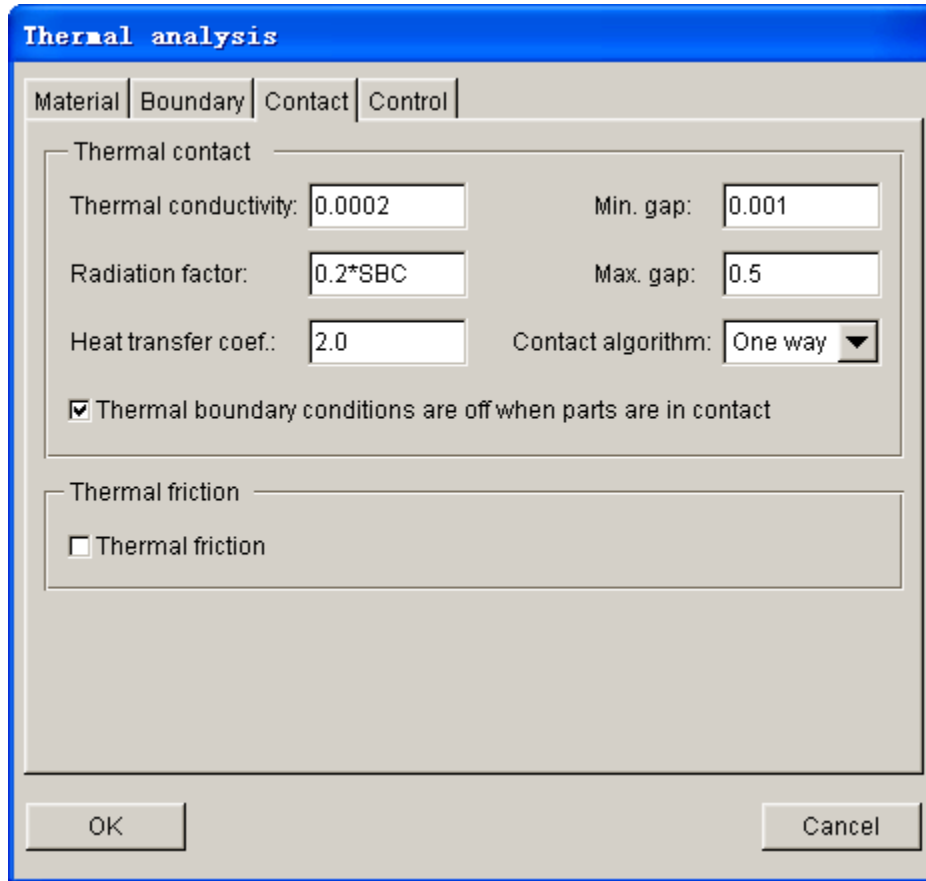 Thermal analysis
Material Boundary Contact Control
Thermal contact
Thermal conductivity: 0.0002 Min. gap: 0.001
Radiation factor: 0.2*SBC Max. gap: 0.5
Heat transfer coef.: 2.0 Contact algorithm: One way
Thermal boundary conditions are off when parts are in contact
Thermal friction
Thermal friction
OK Cancel